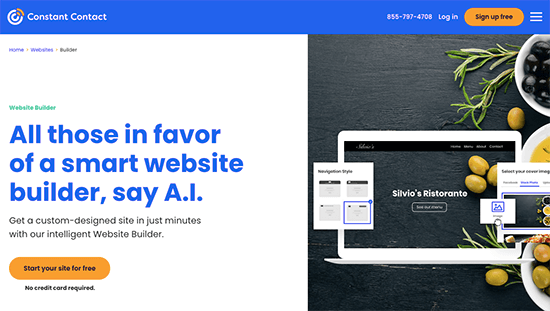 Constant Contact
855-797-4708 Log in Sign up free
Home > Websites > Builder
Website Builder
All those in favor
of a smart website
builder, say A.I.
Get a custom-designed site in just minutes
with our intelligent Website Builder.
Start your site for free
No credit card required.
Silvio's
Home Menu About Contact
Navigation Style
Silvio's Ristorante
See our menu
Select your cover imag
Facebook Stock Photo
Image